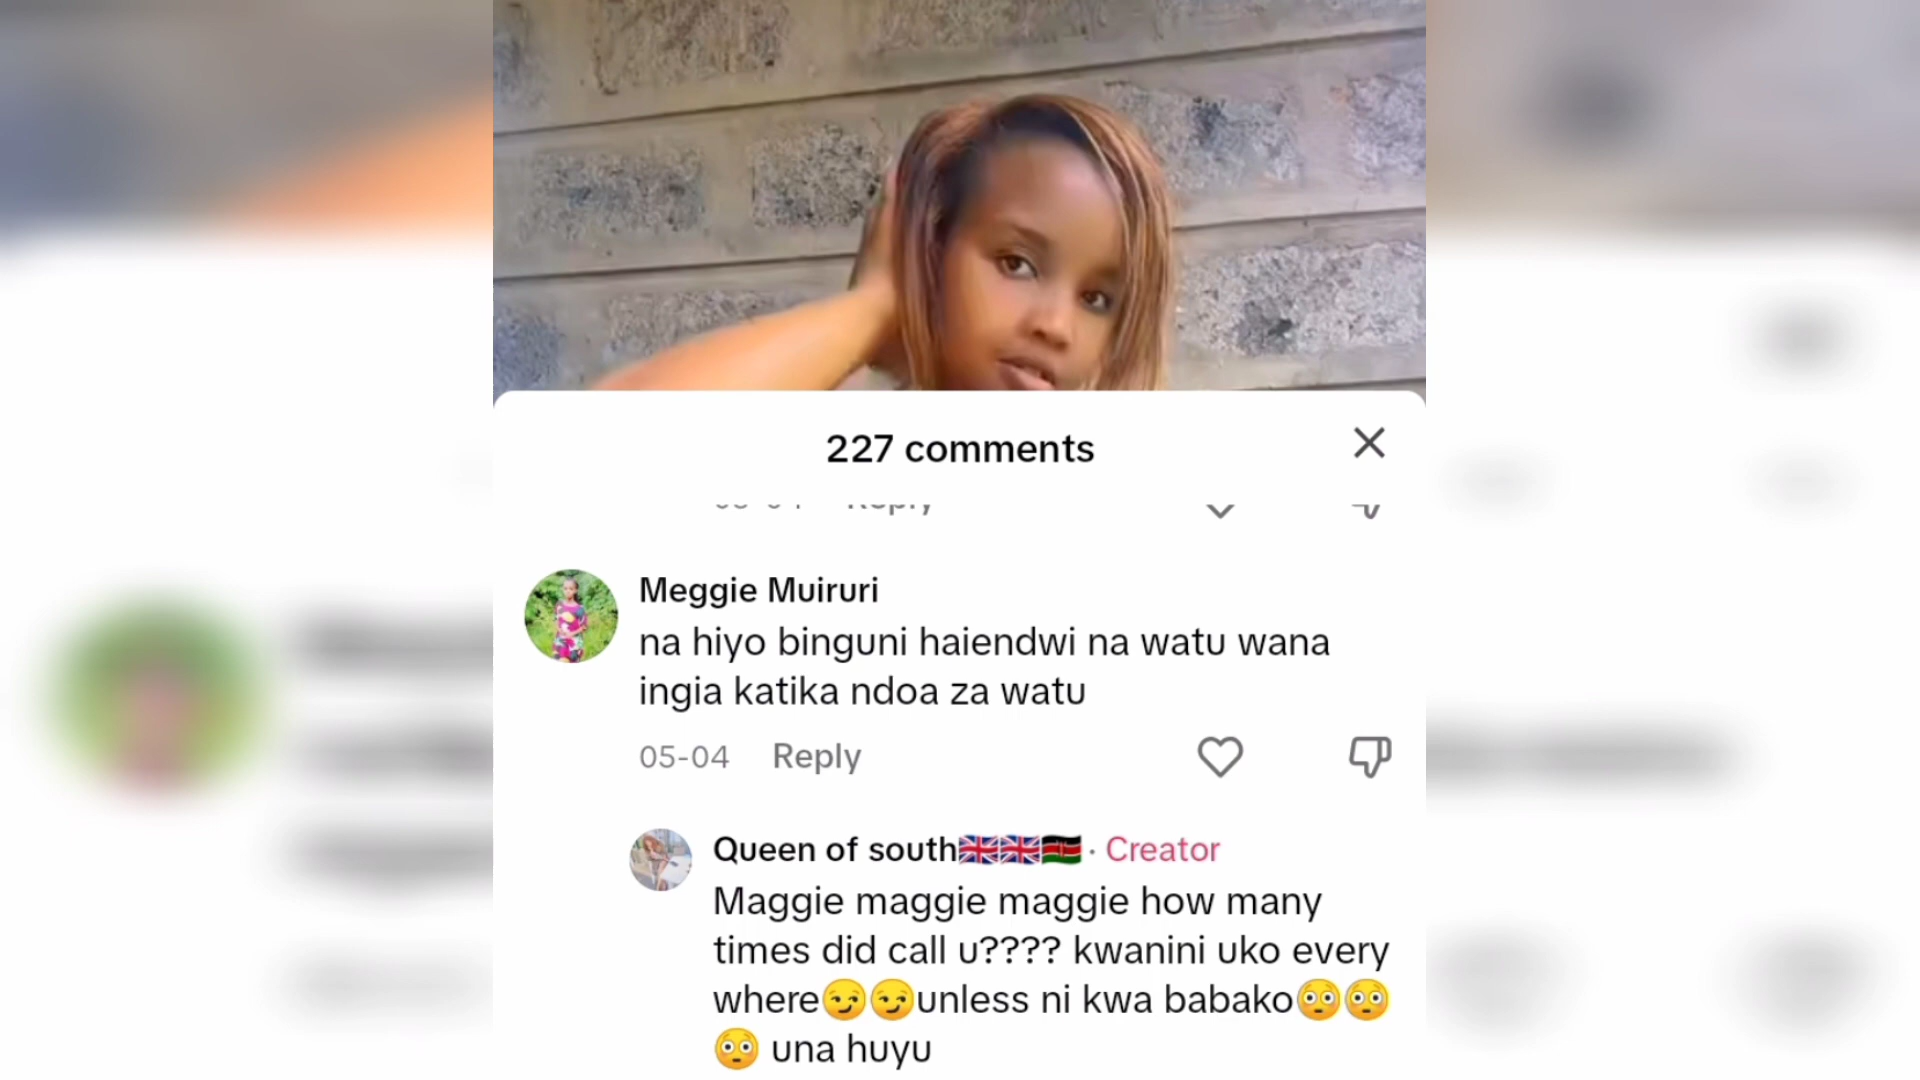 227 comments
Reply
Meggie Muiruri
na hiyo binguni haiendwi na watu wana
ingia katika ndoa za watu
05-04 Reply
Queen of south🇬🇧🇬🇧🇰🇪 · Creator
Maggie maggie maggie how many
times did call u???? kwanini uko every
where😏😏unless ni kwa babako😳😳
😳 una huyu